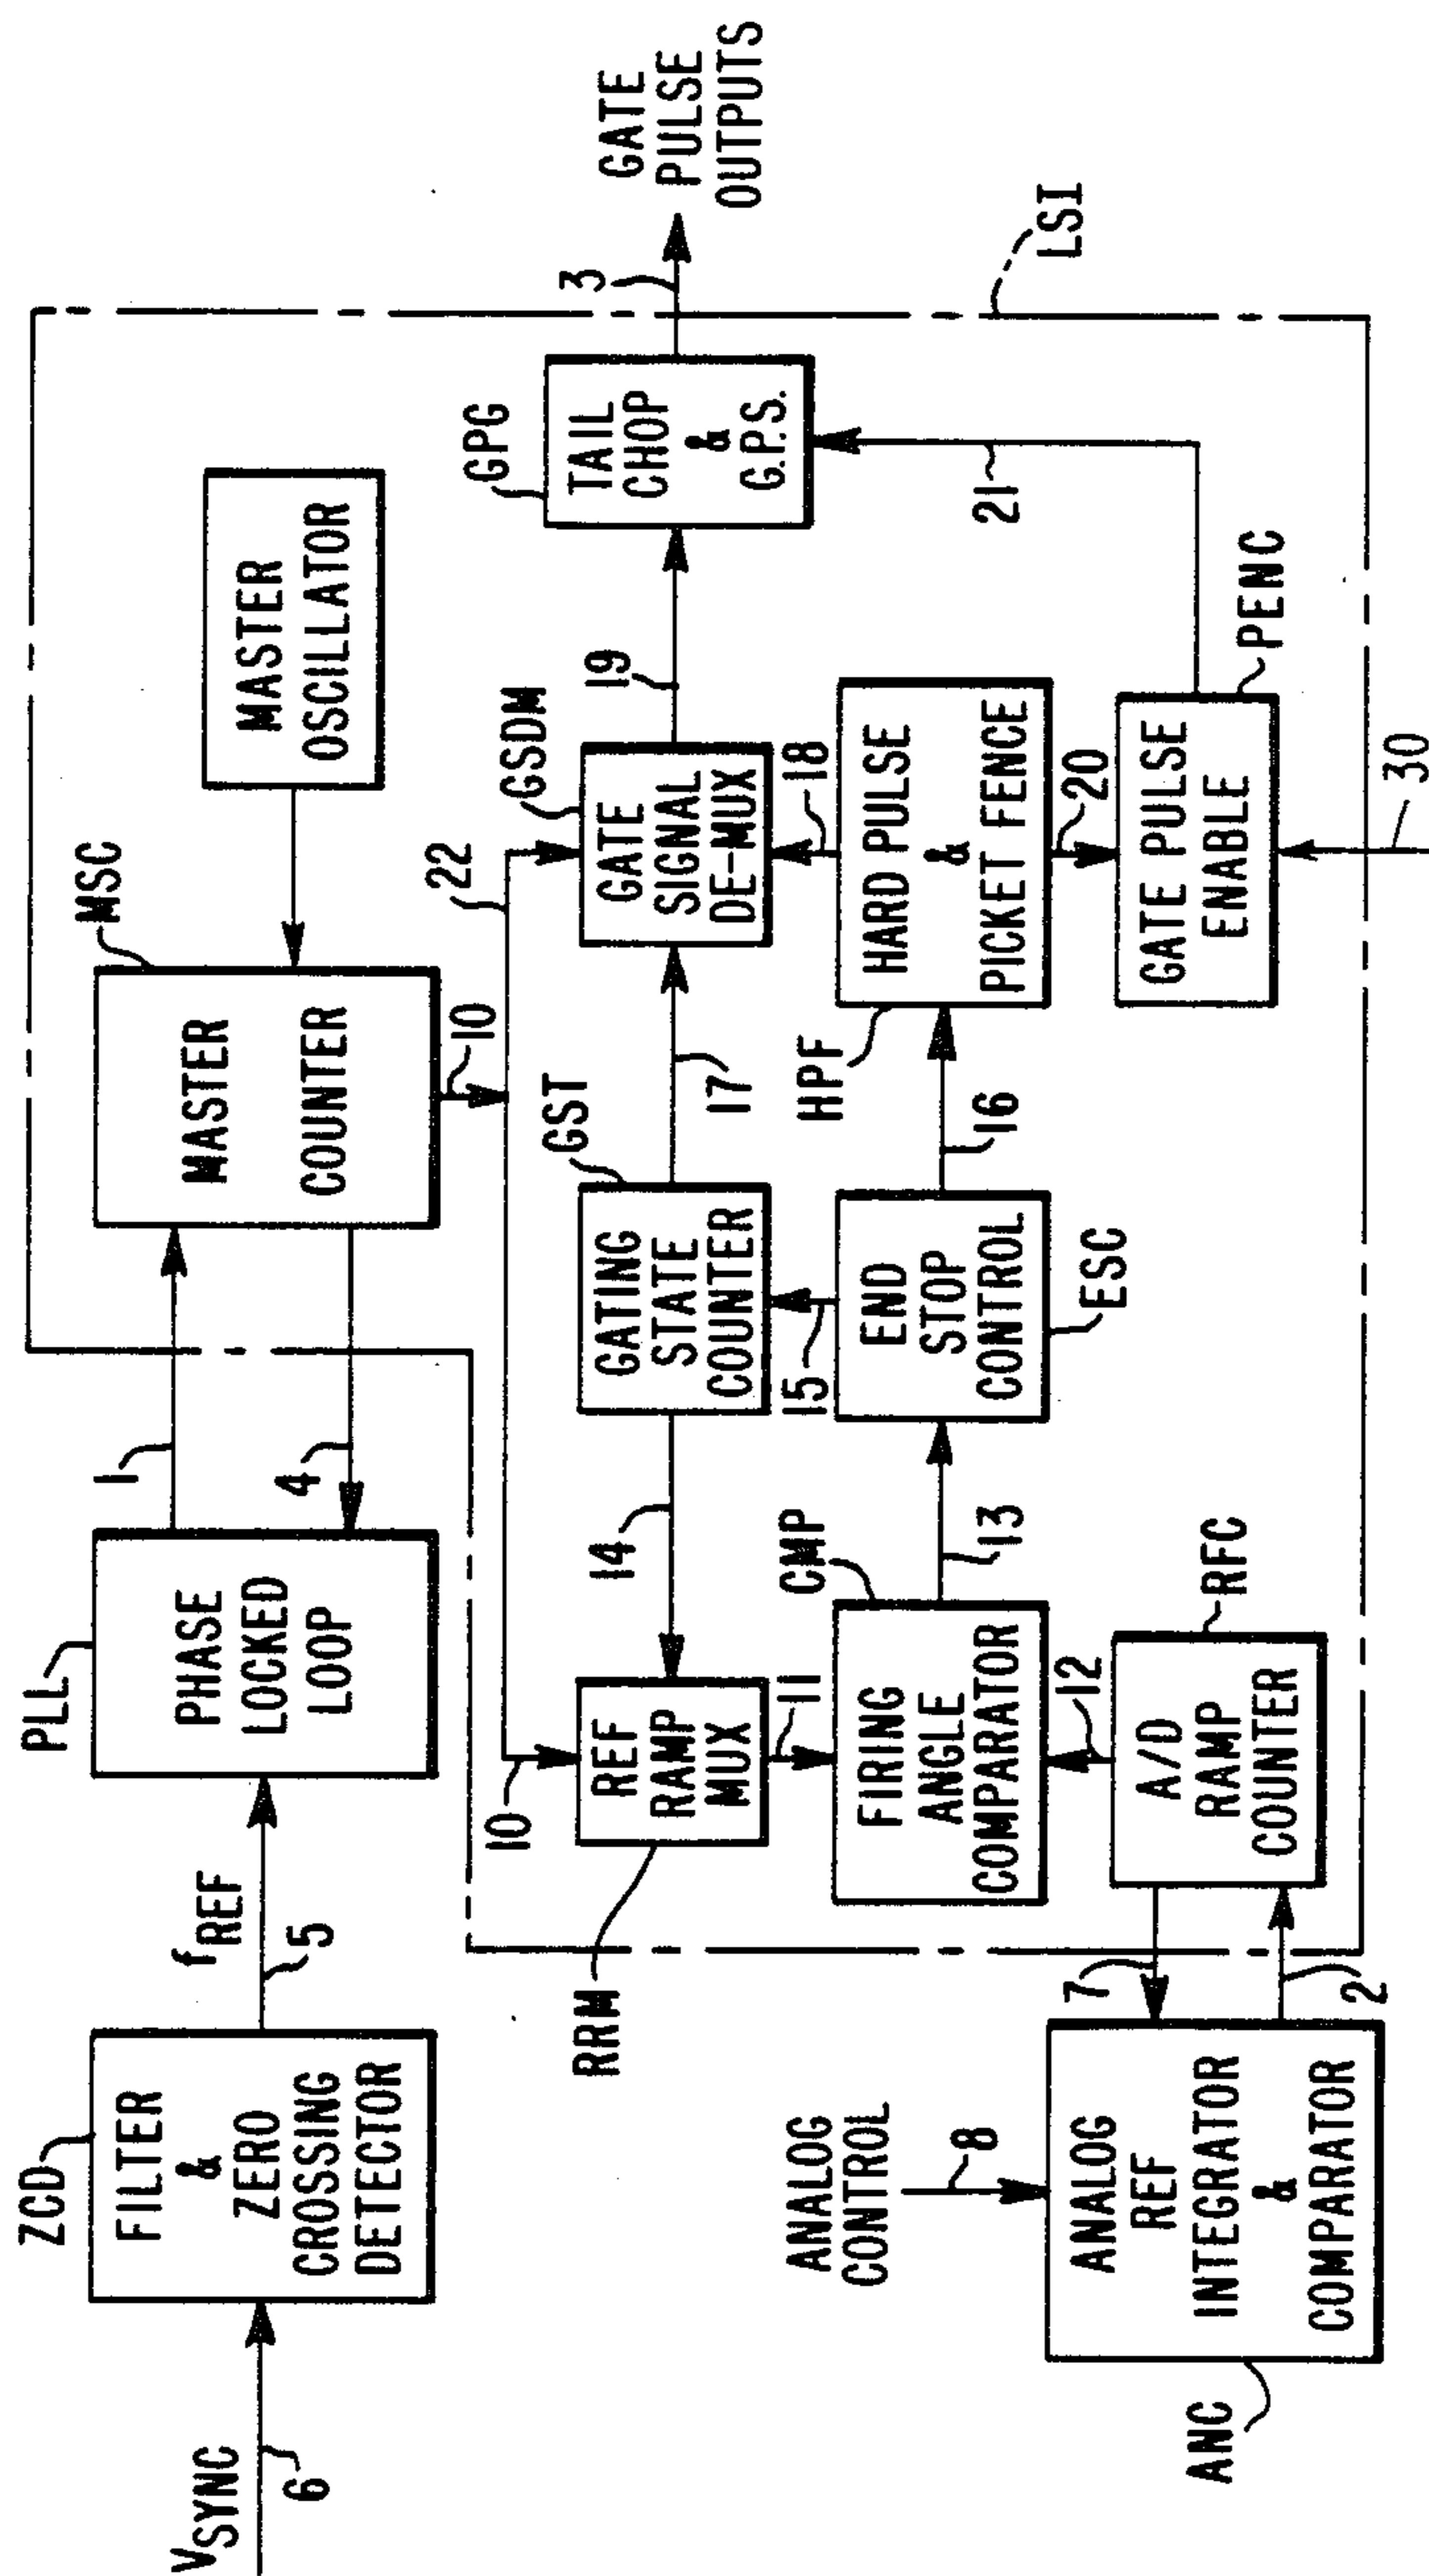 VSYNC
6
ZCD
FILTER
&
ZERO
CROSSING
DETECTOR
fREF
5
PLL
PHASE
LOCKED
LOOP
1
4
MSC
MASTER
COUNTER
MASTER
OSCILLATOR
10
22
10
RRM
REF
RAMP
MUX
14
GST
GATING
STATE
COUNTER
17
GSDM
GATE
SIGNAL
DE-MUX
19
GPG
TAIL
CHOP
&
G.P.S.
3
GATE
PULSE
OUTPUTS
11
15
18
CMP
FIRING
ANGLE
COMPARATOR
13
END
STOP
CONTROL
ESC
16
HPF
HARD PULSE
&
PICKET FENCE
21
LSI
12
20
ANALOG
CONTROL
8
ANALOG
REF
INTEGRATOR
&
COMPARATOR
ANC
7
2
RFC
A/D
RAMP
COUNTER
GATE PULSE
ENABLE
PENC
30